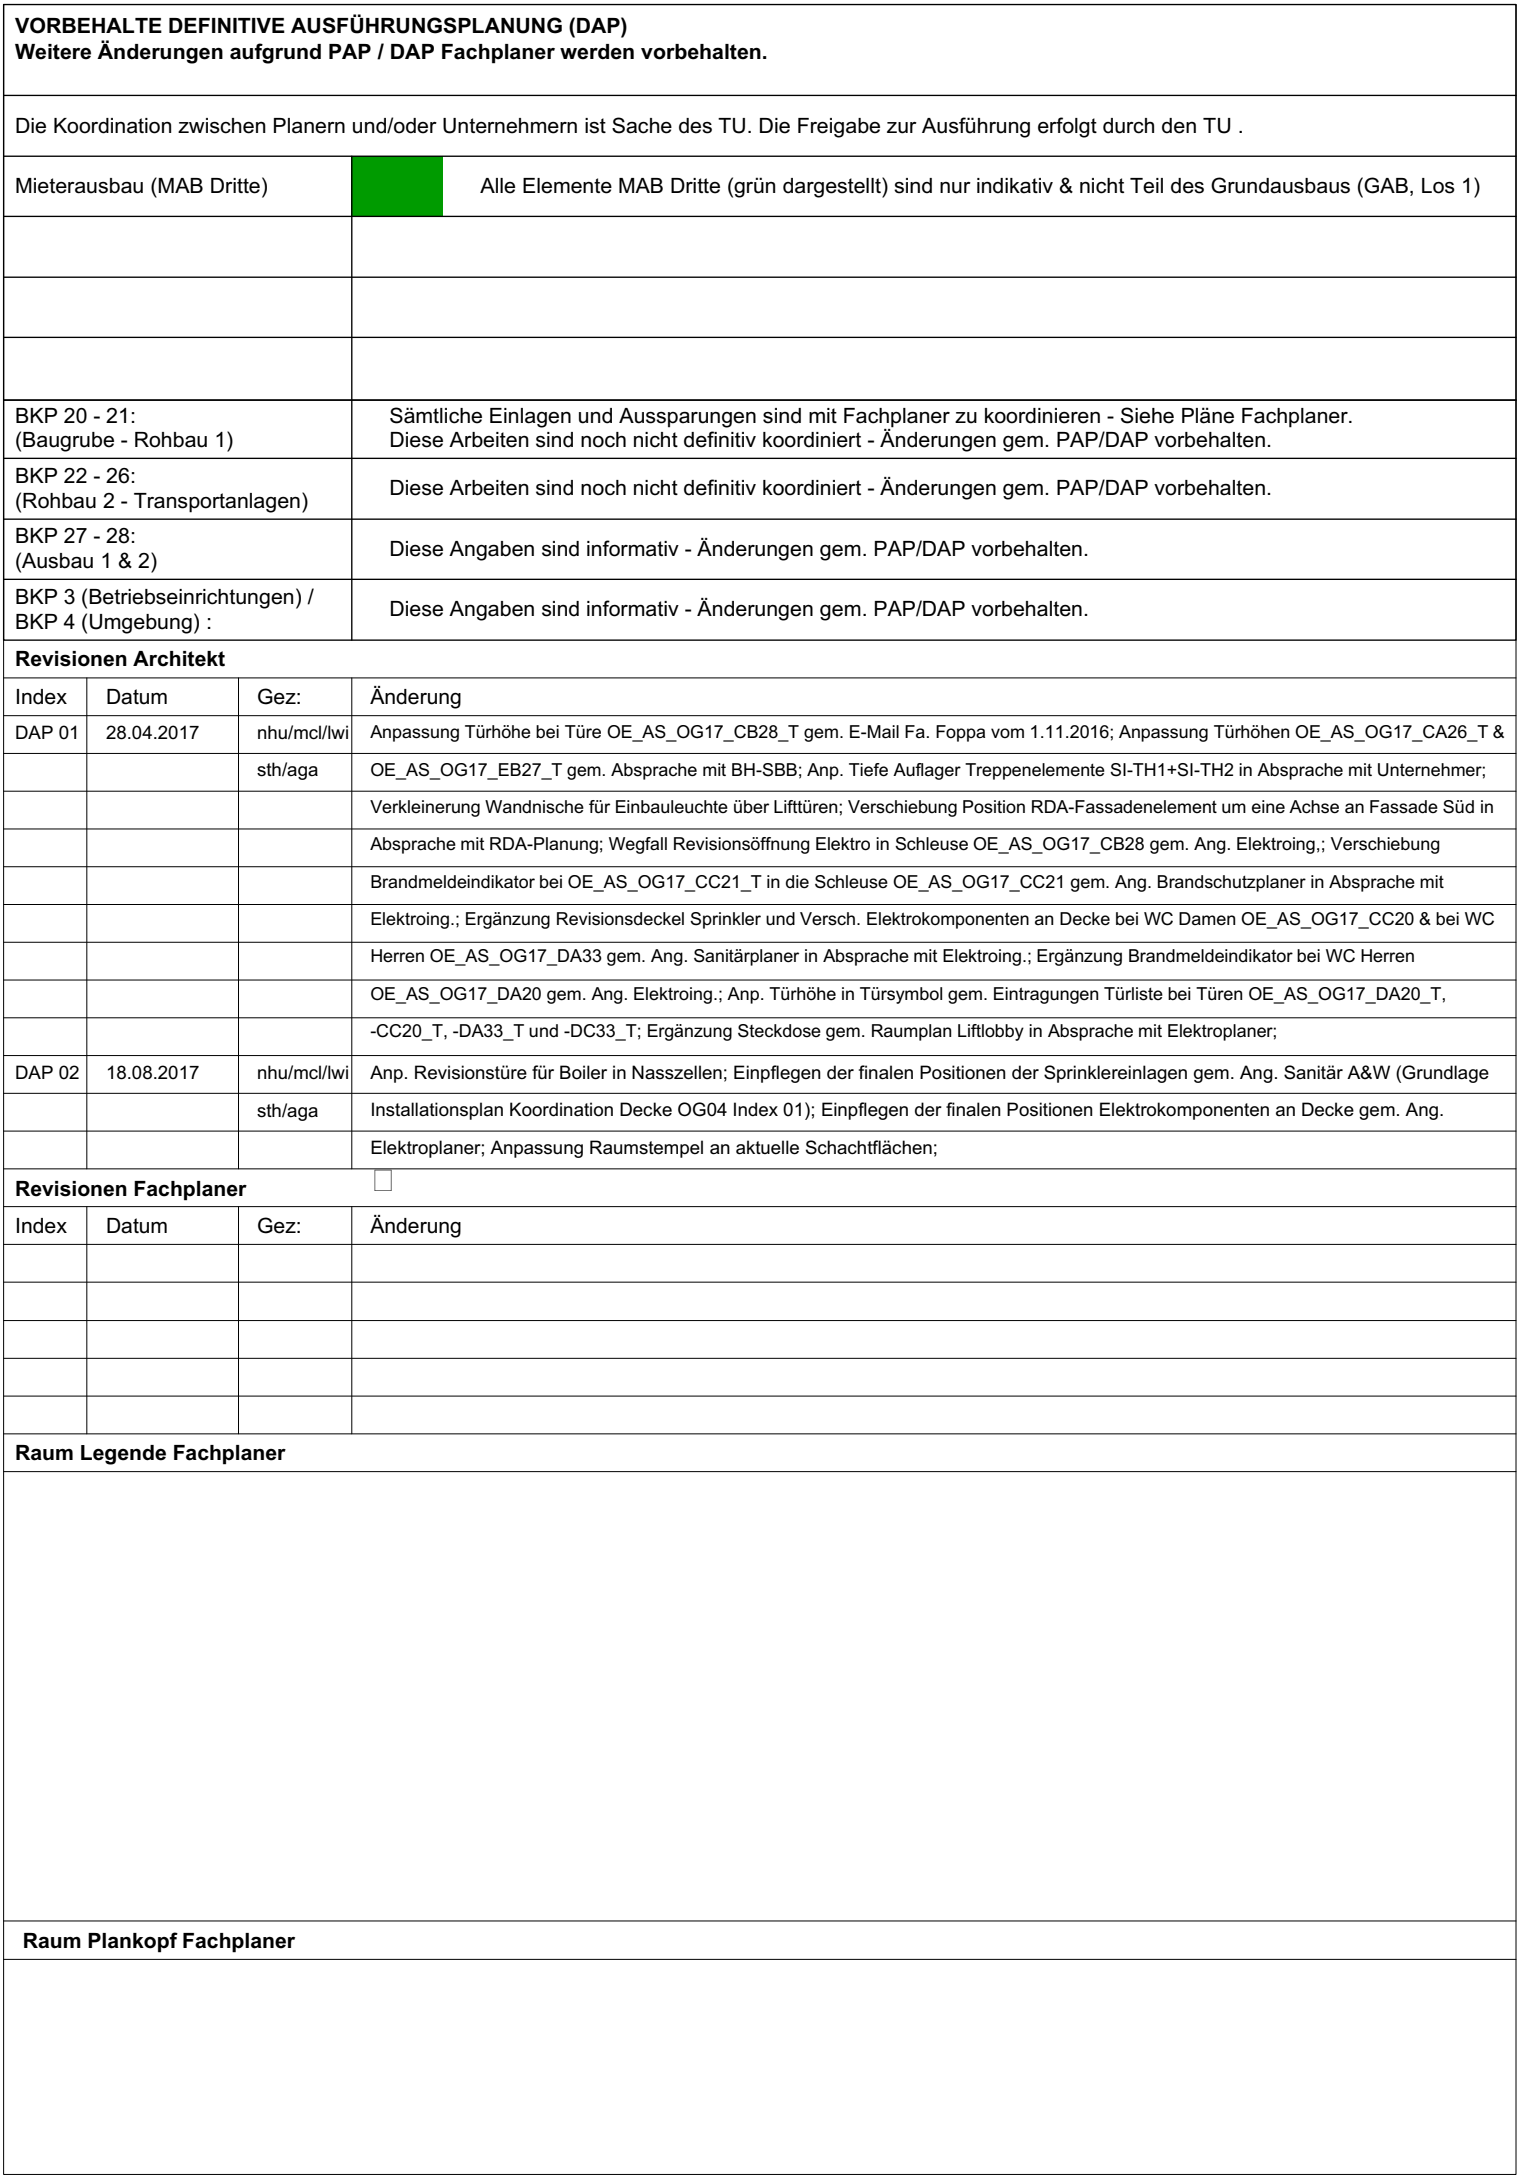 VORBEHALTE DEFINITIVE AUSFÜHRUNGSPLANUNG (DAP)
Weitere Änderungen aufgrund PAP / DAP Fachplaner werden vorbehalten.
Die Koordination zwischen Planern und/oder Unternehmern ist Sache des TU. Die Freigabe zur Ausführung erfolgt durch den TU .
Mieterausbau (MAB Dritte) Alle Elemente MAB Dritte (grün dargestellt) sind nur indikativ & nicht Teil des Grundausbaus (GAB, Los 1)
BKP 20 - 21:
(Baugrube - Rohbau 1)
Sämtliche Einlagen und Aussparungen sind mit Fachplaner zu koordinieren - Siehe Pläne Fachplaner.
Diese Arbeiten sind noch nicht definitiv koordiniert - Änderungen gem. PAP/DAP vorbehalten.
BKP 22 - 26:
(Rohbau 2 - Transportanlagen)
Diese Arbeiten sind noch nicht definitiv koordiniert - Änderungen gem. PAP/DAP vorbehalten.
BKP 27 - 28:
(Ausbau 1 & 2)
Diese Angaben sind informativ - Änderungen gem. PAP/DAP vorbehalten.
BKP 3 (Betriebseinrichtungen) /
BKP 4 (Umgebung) :
Diese Angaben sind informativ - Änderungen gem. PAP/DAP vorbehalten.
Revisionen Architekt
Index Datum Gez: Änderung
DAP 01 28.04.2017 nhu/mcl/lwi Anpassung Türhöhe bei Türe OE_AS_OG17_CB28_T gem. E-Mail Fa. Foppa vom 1.11.2016; Anpassung Türhöhen OE_AS_OG17_CA26_T &
sth/aga OE_AS_OG17_EB27_T gem. Absprache mit BH-SBB; Anp. Tiefe Auflager Treppenelemente SI-TH1+SI-TH2 in Absprache mit Unternehmer;
Verkleinerung Wandnische für Einbauleuchte über Lifttüren; Verschiebung Position RDA-Fassadenelement um eine Achse an Fassade Süd in
Absprache mit RDA-Planung; Wegfall Revisionsöffnung Elektro in Schleuse OE_AS_OG17_CB28 gem. Ang. Elektroing,; Verschiebung
Brandmeldeindikator bei OE_AS_OG17_CC21_T in die Schleuse OE_AS_OG17_CC21 gem. Ang. Brandschutzplaner in Absprache mit
Elektroing.; Ergänzung Revisionsdeckel Sprinkler und Versch. Elektrokomponenten an Decke bei WC Damen OE_AS_OG17_CC20 & bei WC
Herren OE_AS_OG17_DA33 gem. Ang. Sanitärplaner in Absprache mit Elektroing.; Ergänzung Brandmeldeindikator bei WC Herren
OE_AS_OG17_DA20 gem. Ang. Elektroing.; Anp. Türhöhe in Türsymbol gem. Eintragungen Türliste bei Türen OE_AS_OG17_DA20_T,
-CC20_T, -DA33_T und -DC33_T; Ergänzung Steckdose gem. Raumplan Liftlobby in Absprache mit Elektroplaner;
DAP 02 18.08.2017 nhu/mcl/lwi Anp. Revisionstüre für Boiler in Nasszellen; Einpflegen der finalen Positionen der Sprinklereinlagen gem. Ang. Sanitär A&W (Grundlage
sth/aga Installationsplan Koordination Decke OG04 Index 01); Einpflegen der finalen Positionen Elektrokomponenten an Decke gem. Ang.
Elektroplaner; Anpassung Raumstempel an aktuelle Schachtflächen;
Revisionen Fachplaner
Index Datum Gez: Änderung
Raum Legende Fachplaner
Raum Plankopf Fachplaner